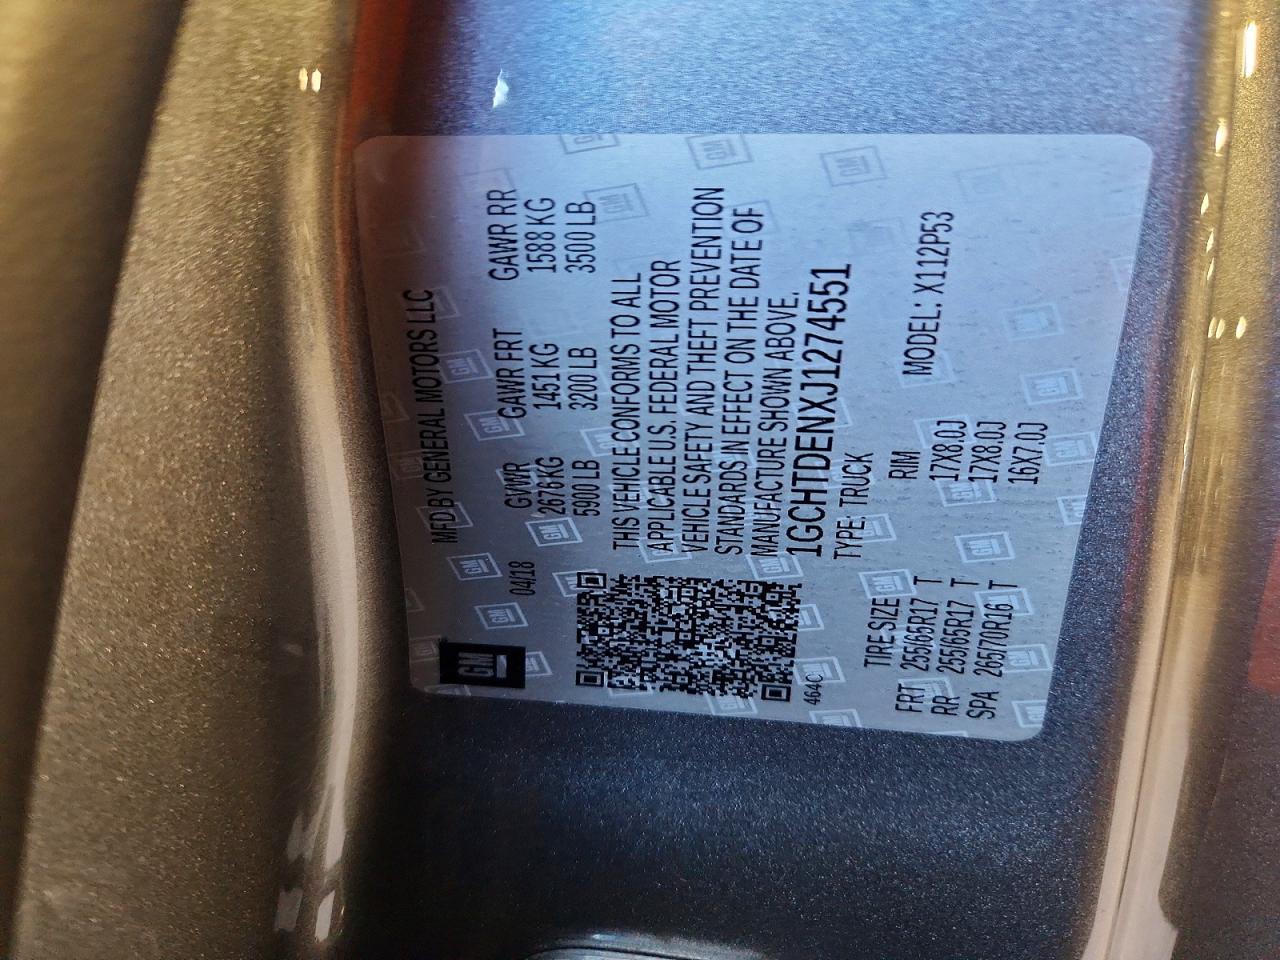 MFD BY GENERAL MOTORS LLC
GM
04/18
GVWR GAWR FRT GAWR RR
2676 KG 1451 KG 1588 KG
5900 LB 3200 LB 3500 LB
THIS VEHICLE CONFORMS TO ALL
APPLICABLE U.S. FEDERAL MOTOR
VEHICLE SAFETY AND THEFT PREVENTION
STANDARDS IN EFFECT ON THE DATE OF
MANUFACTURE SHOWN ABOVE.
464C
1GCHTDENXJ1274551
TYPE: TRUCK
TIRE SIZE RIM MODEL: X112P53
FRT 255/65R17 T 17X8.0J
RR 255/65R17 T 17X8.0J
SPA 265/70R16 T 16X7.0J